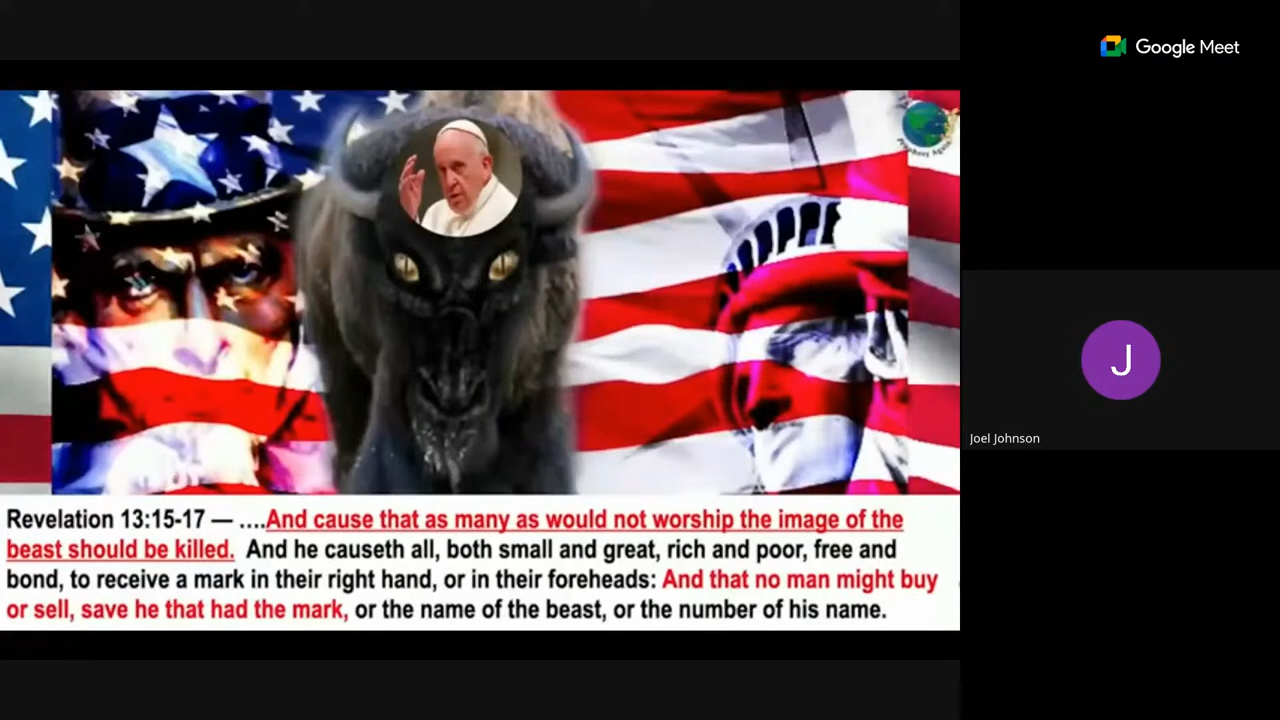 Google Meet
Revelation 13:15-17 — ....And cause that as many as would not worship the image of the
beast should be killed. And he causeth all, both small and great, rich and poor, free and
bond, to receive a mark in their right hand, or in their foreheads: And that no man might buy
or sell, save he that had the mark, or the name of the beast, or the number of his name.
J
Joel Johnson